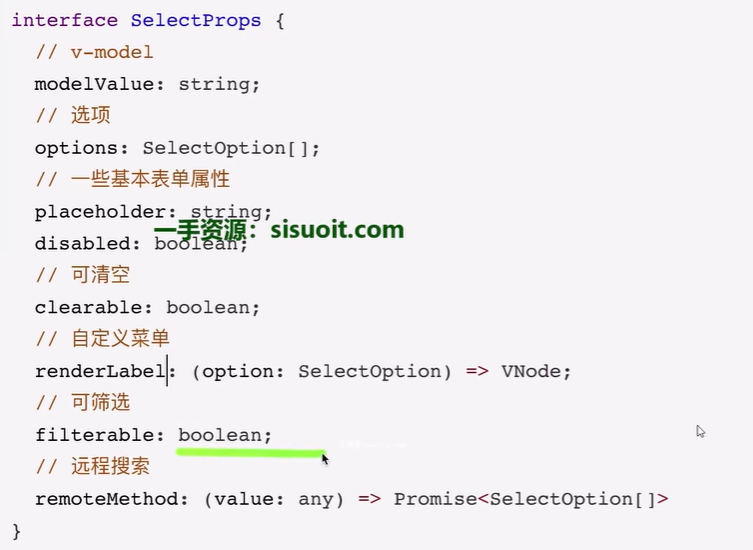 interface SelectProps {
// v-model
modelValue: string;
// 选项
options: SelectOption[];
// 一些基本表单属性
placeholder: string;
一手资源：sisuoit.com
disabled: boolean;
// 可清空
clearable: boolean;
// 自定义菜单
renderLabel: (option: SelectOption) => VNode;
// 可筛选
filterable: boolean;
// 远程搜索
remoteMethod: (value: any) => Promise<SelectOption[]>
}